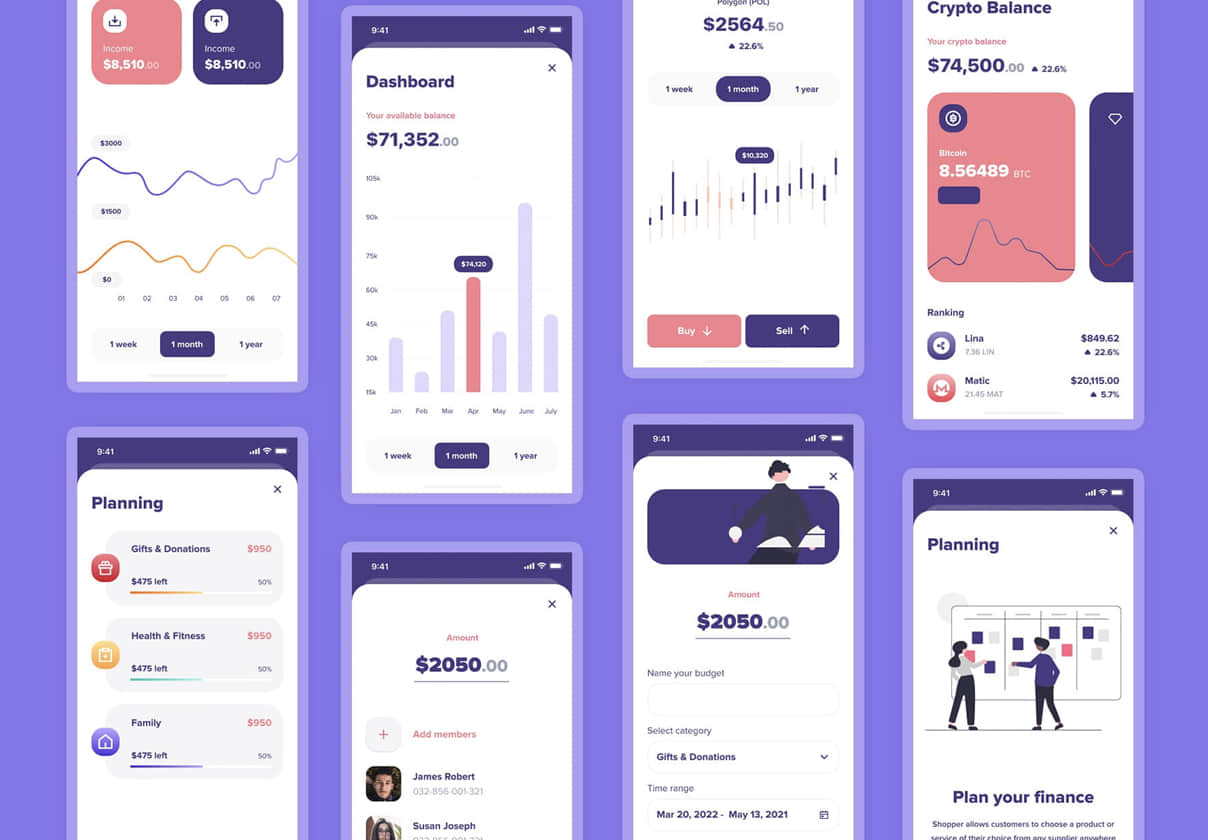 Income
$8,510.00
Income
$8,510.00
$3000
$1500
$0
01 02 03 04 05 06 07
1 week 1 month 1 year
9:41
Planning
Gifts & Donations $950
$475 left 50%
Health & Fitness $950
$475 left 50%
Family $950
$475 left 50%
9:41
Dashboard
Your available balance
$71,352.00
105k
90k
75k
$74,120
60k
45k
30k
15k
Jan Feb Mar Apr May June July
1 week 1 month 1 year
9:41
Amount
$2050.00
Add members
James Robert
032-856-001-321
Susan Joseph
032-856-001-321
Polygon (POL)
$2564.50
22.6%
1 week 1 month 1 year
$10,320
Buy Sell
9:41
Amount
$2050.00
Name your budget
Select category
Gifts & Donations
Time range
Mar 20, 2022 - May 13, 2021
Crypto Balance
Your crypto balance
$74,500.00 22.6%
Bitcoin
8.56489 BTC
Ranking
Lina $849.62
7.36 LIN 22.6%
Matic $20,115.00
21.45 MAT 5.7%
9:41
Planning
Plan your finance
Shopper allows customers to choose a product or
service of their choice from any supplier anywhere